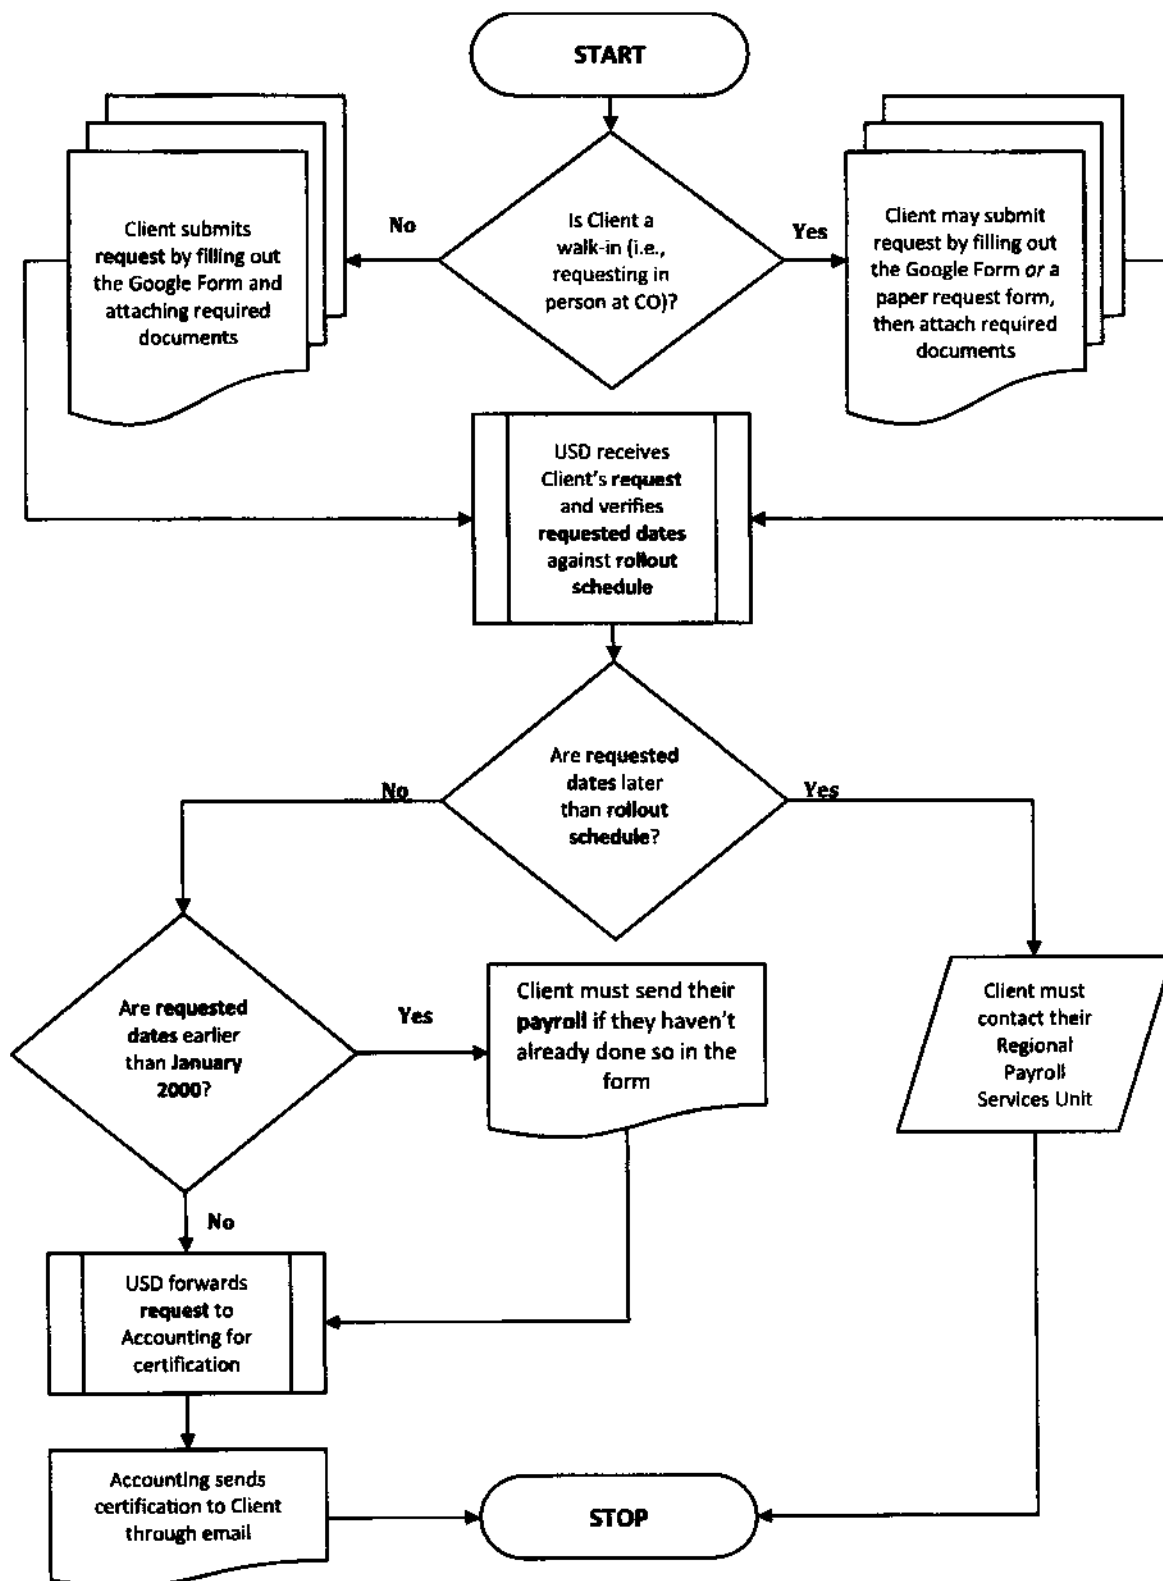 START
Is Client a
walk-in (i.e.,
requesting in
person at CO)?
No
Yes
Client submits
request by filling out
the Google Form and
attaching required
documents
Client may submit
request by filling out
the Google Form or a
paper request form,
then attach required
documents
USD receives
Client's request
and verifies
requested dates
against rollout
schedule
Are requested
dates later
than rollout
schedule?
No
Yes
Are requested
dates earlier
than January
2000?
Yes
Client must send their
payroll if they haven't
already done so in the
form
Client must
contact their
Regional
Payroll
Services Unit
No
USD forwards
request to
Accounting for
certification
Accounting sends
certification to Client
through email
STOP